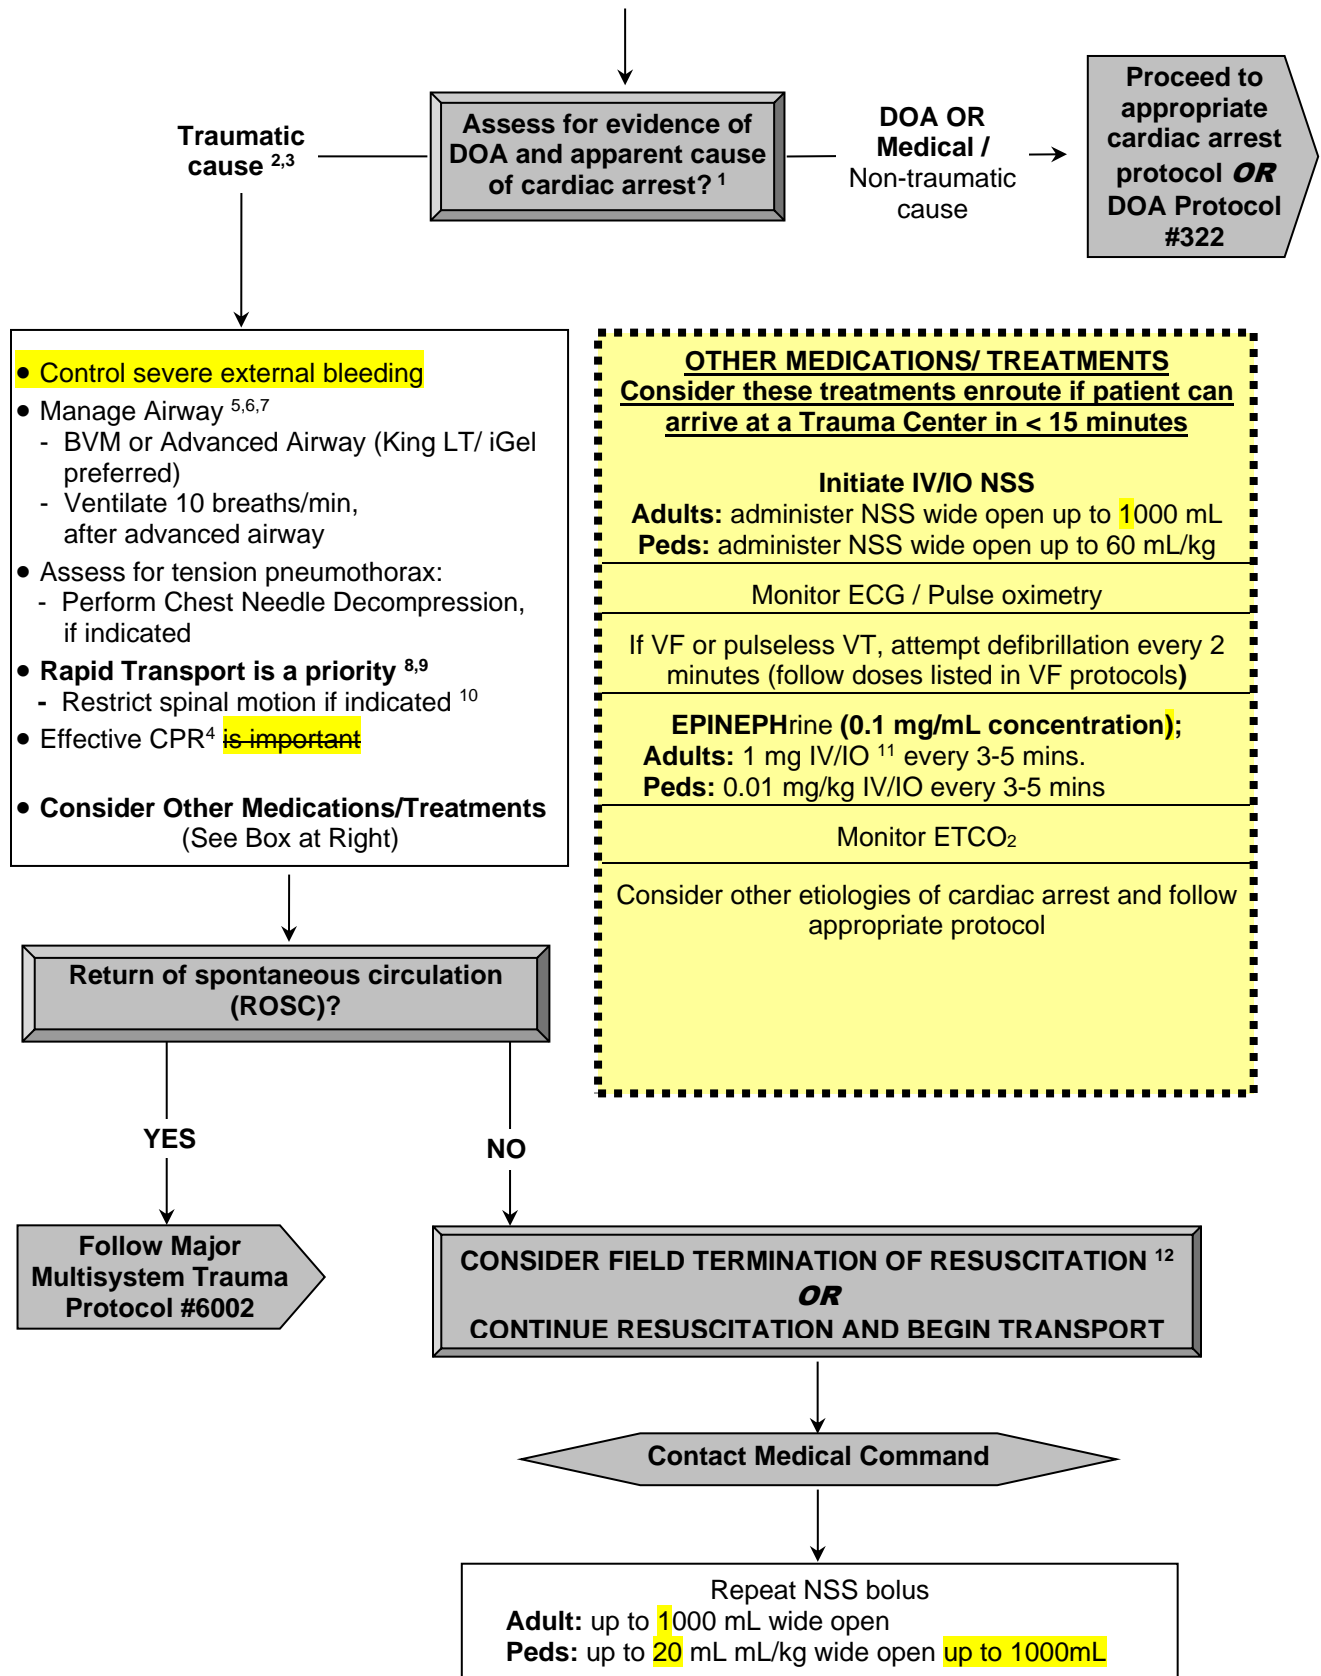 Assess for evidence of
DOA and apparent cause
of cardiac arrest? 1
Traumatic
cause 2,3
DOA OR
Medical /
Non-traumatic
cause
Proceed to
appropriate
cardiac arrest
protocol OR
DOA Protocol
#322
• Control severe external bleeding
• Manage Airway 5,6,7
- BVM or Advanced Airway (King LT/ iGel
preferred)
- Ventilate 10 breaths/min,
after advanced airway
• Assess for tension pneumothorax:
- Perform Chest Needle Decompression,
if indicated
• Rapid Transport is a priority 8,9
- Restrict spinal motion if indicated 10
• Effective CPR4 is important
• Consider Other Medications/Treatments
(See Box at Right)
OTHER MEDICATIONS/ TREATMENTS
Consider these treatments enroute if patient can
arrive at a Trauma Center in < 15 minutes
Initiate IV/IO NSS
Adults: administer NSS wide open up to 1000 mL
Peds: administer NSS wide open up to 60 mL/kg
Monitor ECG / Pulse oximetry
If VF or pulseless VT, attempt defibrillation every 2
minutes (follow doses listed in VF protocols)
EPINEPHrine (0.1 mg/mL concentration);
Adults: 1 mg IV/IO 11 every 3-5 mins.
Peds: 0.01 mg/kg IV/IO every 3-5 mins
Monitor ETCO2
Consider other etiologies of cardiac arrest and follow
appropriate protocol
Return of spontaneous circulation
(ROSC)?
YES
NO
Follow Major
Multisystem Trauma
Protocol #6002
CONSIDER FIELD TERMINATION OF RESUSCITATION 12
OR
CONTINUE RESUSCITATION AND BEGIN TRANSPORT
Contact Medical Command
Repeat NSS bolus
Adult: up to 1000 mL wide open
Peds: up to 20 mL mL/kg wide open up to 1000mL